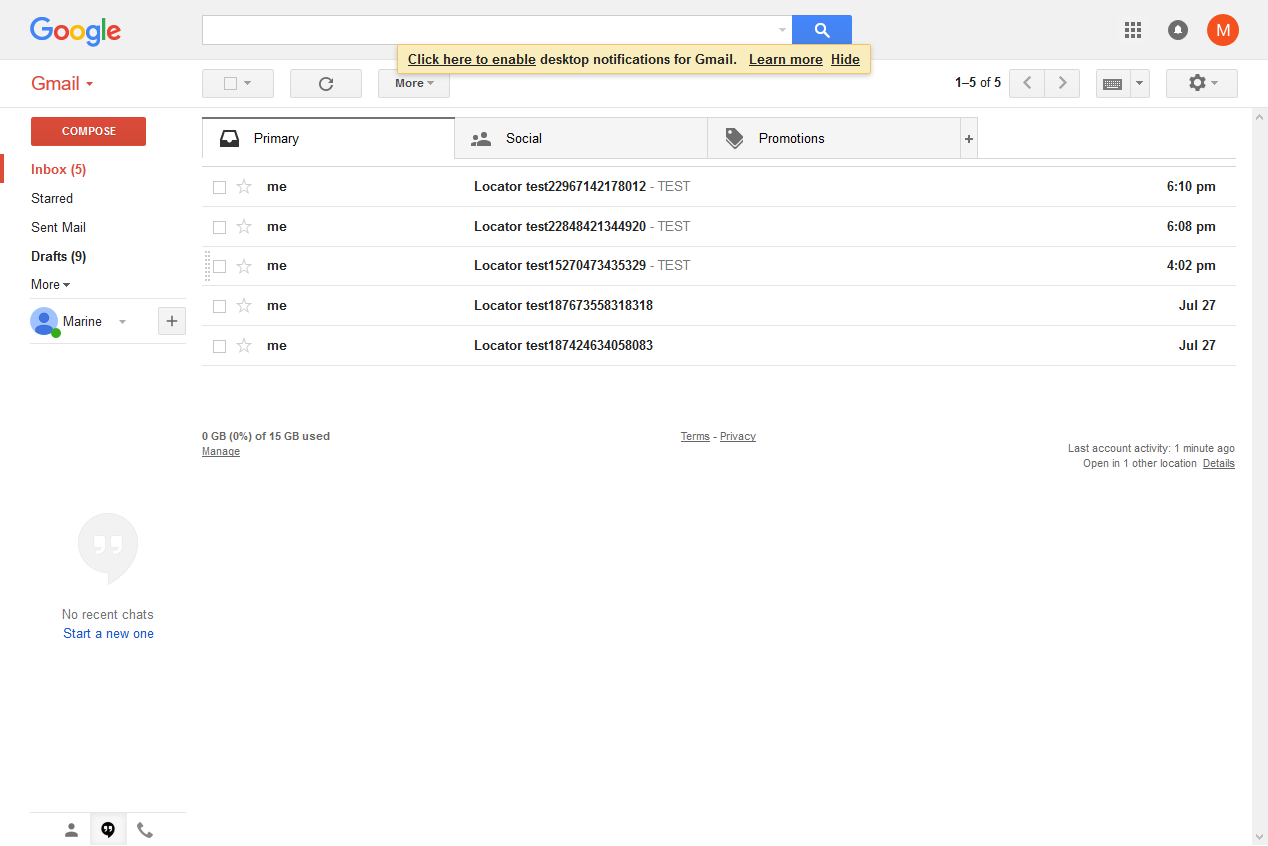 Google
M
Click here to enable desktop notifications for Gmail. Learn more Hide
Gmail
More
1–5 of 5
COMPOSE
Primary
Social
Promotions
+
Inbox (5)
Starred
Sent Mail
Drafts (9)
More
Marine
+
me Locator test22967142178012 - TEST 6:10 pm
me Locator test22848421344920 - TEST 6:08 pm
me Locator test15270473435329 - TEST 4:02 pm
me Locator test187673558318318 Jul 27
me Locator test187424634058083 Jul 27
0 GB (0%) of 15 GB used
Manage
Terms - Privacy
Last account activity: 1 minute ago
Open in 1 other location Details
No recent chats
Start a new one